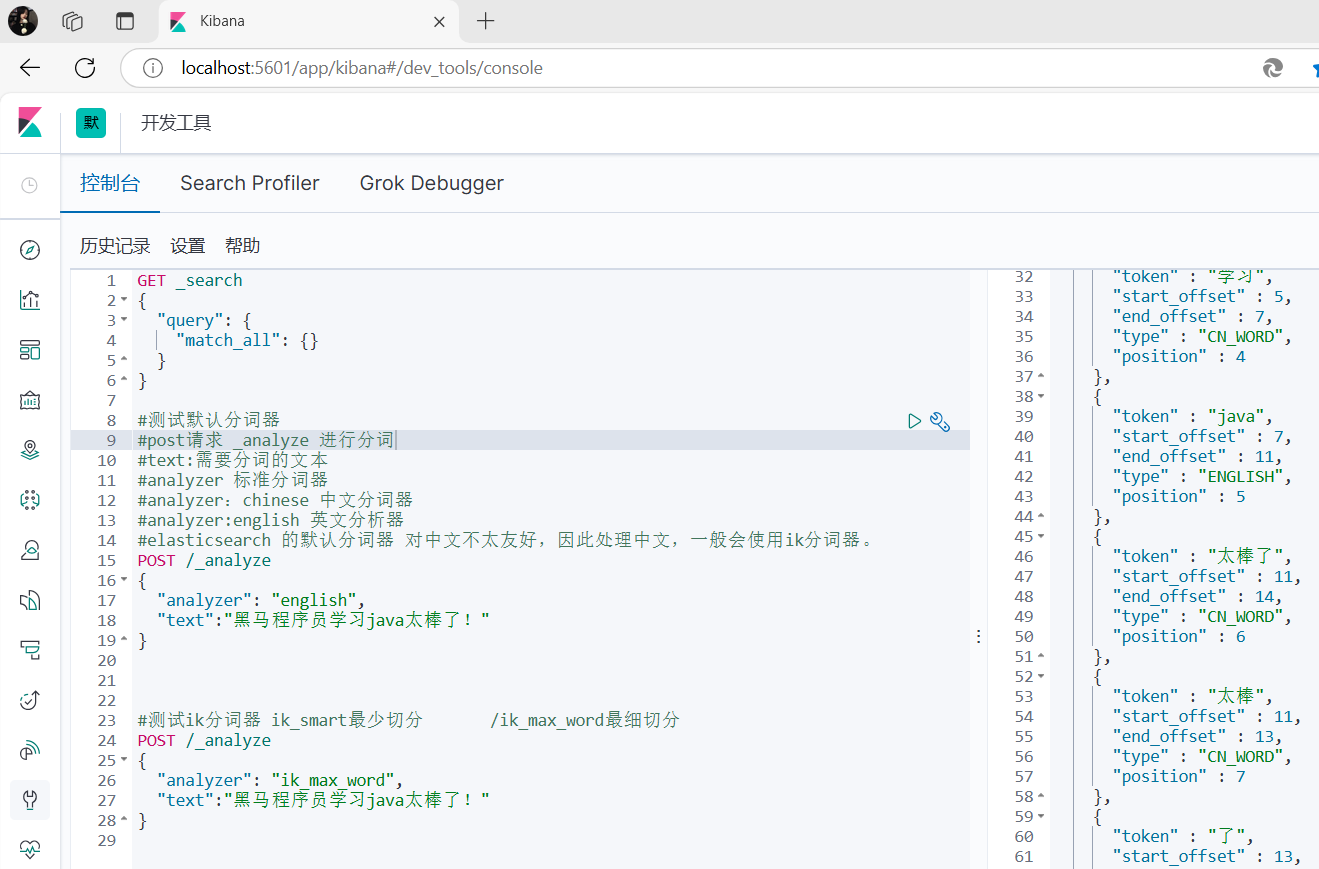 Kibana
localhost:5601/app/kibana#/dev_tools/console
默
开发工具
控制台 Search Profiler Grok Debugger
历史记录 设置 帮助
1 GET _search
2 {
3 "query": {
4 "match_all": {}
5 }
6 }
7
8 #测试默认分词器
9 #post请求 _analyze 进行分词
10 #text:需要分词的文本
11 #analyzer 标准分词器
12 #analyzer：chinese 中文分词器
13 #analyzer:english 英文分析器
14 #elasticsearch 的默认分词器 对中文不太友好，因此处理中文，一般会使用ik分词器。
15 POST /_analyze
16 {
17 "analyzer": "english",
18 "text":"黑马程序员学习java太棒了！"
19 }
20
21
22
23 #测试ik分词器 ik_smart最少切分 /ik_max_word最细切分
24 POST /_analyze
25 {
26 "analyzer": "ik_max_word",
27 "text":"黑马程序员学习java太棒了！"
28 }
29
32 "token" : "学习",
33 "start_offset" : 5,
34 "end_offset" : 7,
35 "type" : "CN_WORD",
36 "position" : 4
37 },
38 {
39 "token" : "java",
40 "start_offset" : 7,
41 "end_offset" : 11,
42 "type" : "ENGLISH",
43 "position" : 5
44 },
45 {
46 "token" : "太棒了",
47 "start_offset" : 11,
48 "end_offset" : 14,
49 "type" : "CN_WORD",
50 "position" : 6
51 },
52 {
53 "token" : "太棒",
54 "start_offset" : 11,
55 "end_offset" : 13,
56 "type" : "CN_WORD",
57 "position" : 7
58 },
59 {
60 "token" : "了",
61 "start_offset" : 13,